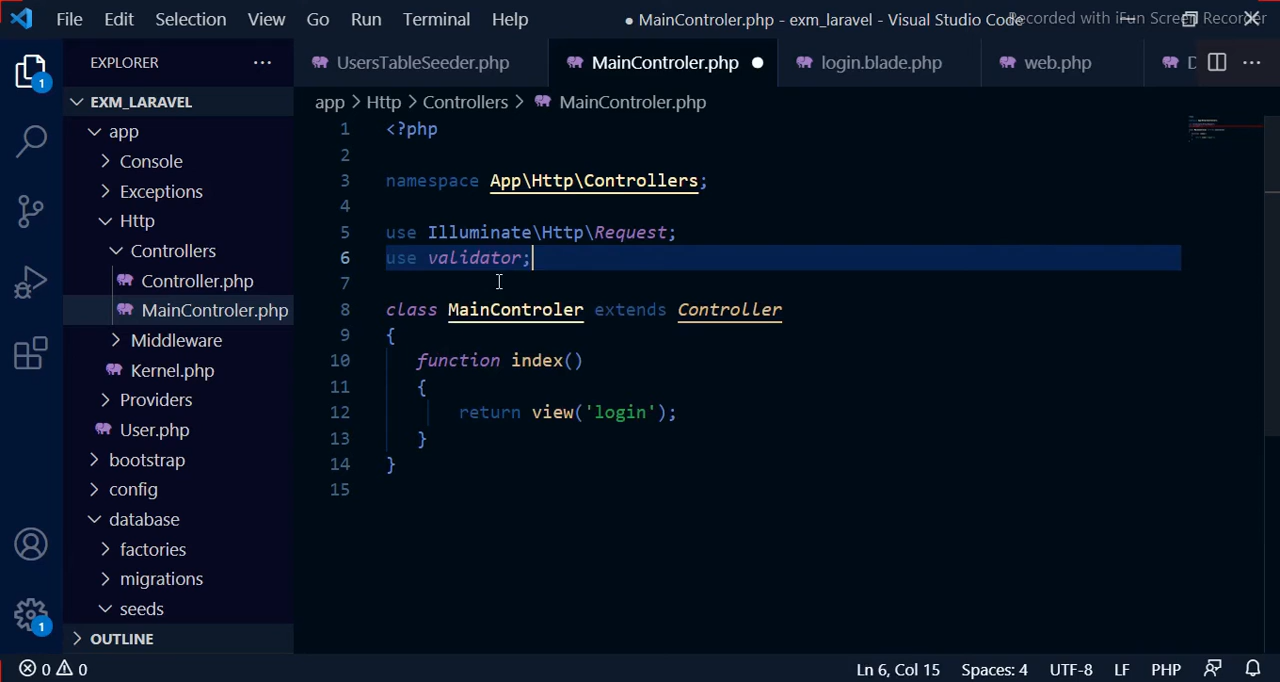 File Edit Selection View Go Run Terminal Help ● MainControler.php - exm_laravel - Visual Studio Code
Recorded with iFun Screen Recorder
EXPLORER ···
UsersTableSeeder.php MainControler.php ● login.blade.php web.php D ···
EXM_LARAVEL
app > Http > Controllers > MainControler.php
app
Console
Exceptions
Http
Controllers
Controller.php
MainControler.php
Middleware
Kernel.php
Providers
User.php
bootstrap
config
database
factories
migrations
seeds
OUTLINE
1
1
1 <?php
2
3 namespace App\Http\Controllers;
4
5 use Illuminate\Http\Request;
6 use validator;
7
8 class MainControler extends Controller
9 {
10 function index()
11 {
12 return view('login');
13 }
14 }
15
0 0 Ln 6, Col 15 Spaces: 4 UTF-8 LF PHP